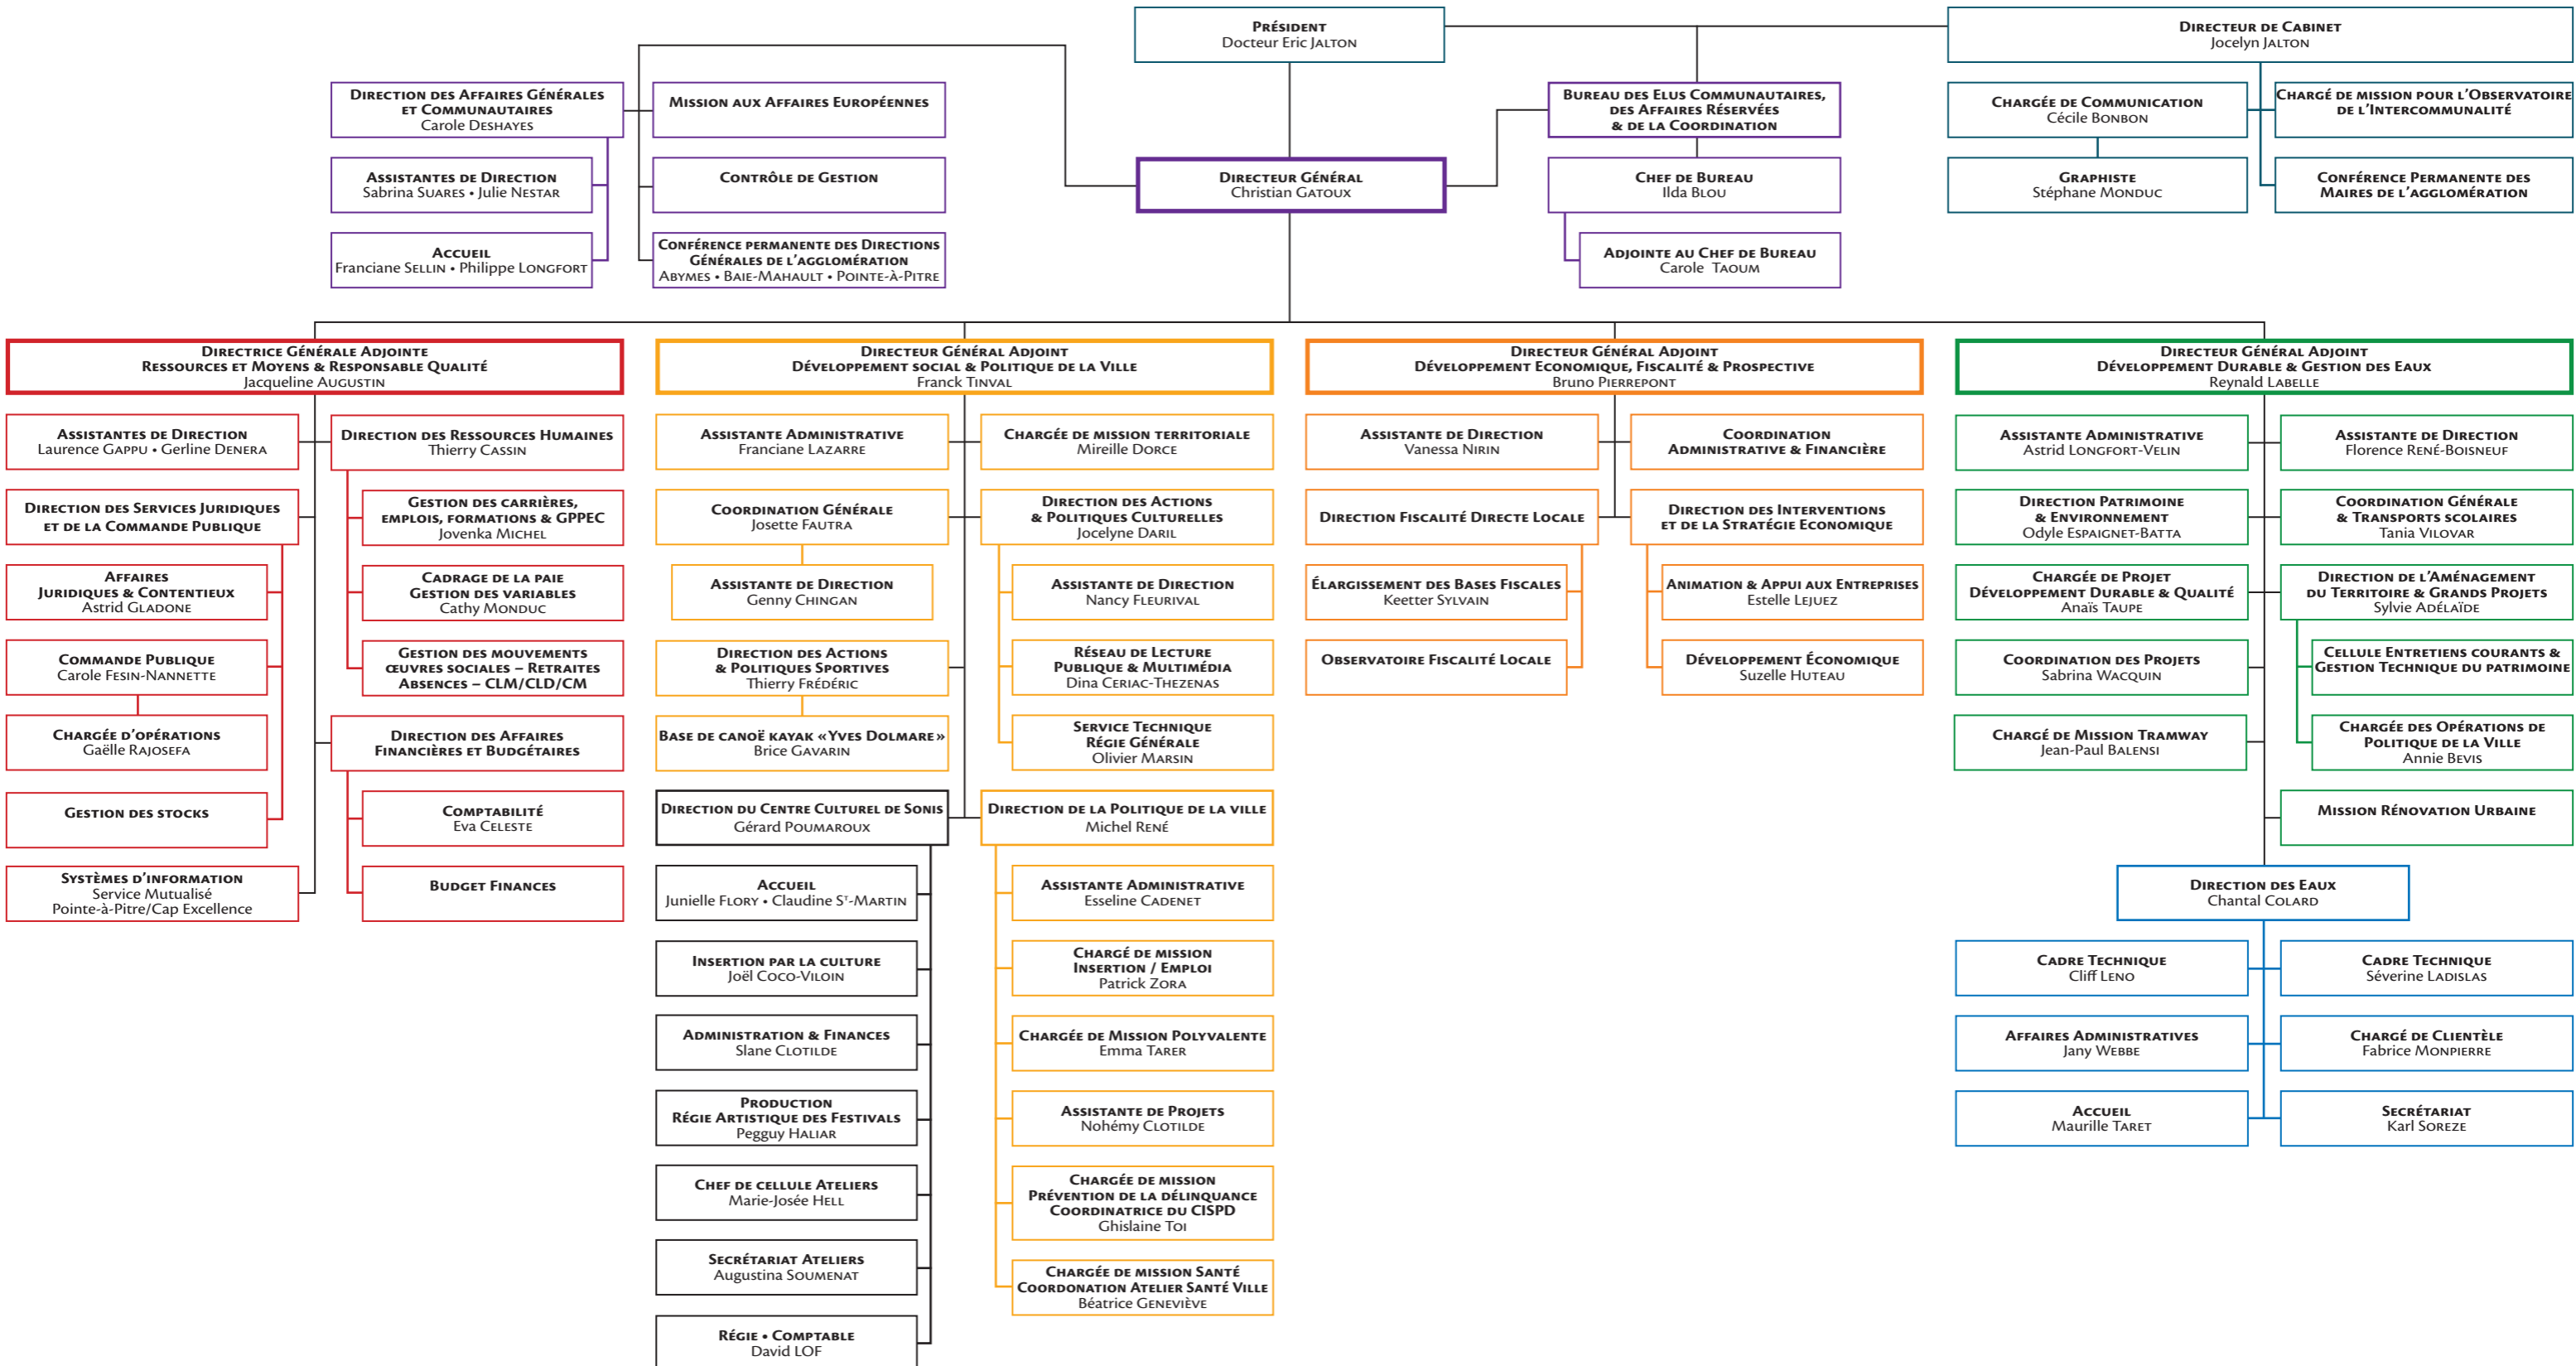 PRÉSIDENT
Docteur Eric JALTON
DIRECTEUR DE CABINET
Jocelyn JALTON
DIRECTION DES AFFAIRES GÉNÉRALES
ET COMMUNAUTAIRES
Carole DESHAYES
MISSION AUX AFFAIRES EUROPÉENNES
BUREAU DES ELUS COMMUNAUTAIRES,
DES AFFAIRES RÉSERVÉES
& DE LA COORDINATION
CHARGÉE DE COMMUNICATION
Cécile BONBON
CHARGÉ DE MISSION POUR L'OBSERVATOIRE
DE L'INTERCOMMUNALITÉ
ASSISTANTES DE DIRECTION
Sabrina SUARES • Julie NESTAR
CONTRÔLE DE GESTION
DIRECTEUR GÉNÉRAL
Christian GATOUX
CHEF DE BUREAU
Ilda BLOU
GRAPHISTE
Stéphane MONDUC
CONFÉRENCE PERMANENTE DES
MAIRES DE L'AGGLOMÉRATION
ACCUEIL
Franciane SELLIN • Philippe LONGFORT
CONFÉRENCE PERMANENTE DES DIRECTIONS
GÉNÉRALES DE L'AGGLOMÉRATION
ABYMES • BAIE-MAHAULT • POINTE-À-PITRE
ADJOINTE AU CHEF DE BUREAU
Carole TAOUM
DIRECTRICE GÉNÉRALE ADJOINTE
RESSOURCES ET MOYENS & RESPONSABLE QUALITÉ
Jacqueline AUGUSTIN
ASSISTANTES DE DIRECTION
Laurence GAPPU • Gerline DENERA
DIRECTION DES RESSOURCES HUMAINES
Thierry CASSIN
DIRECTION DES SERVICES JURIDIQUES
ET DE LA COMMANDE PUBLIQUE
GESTION DES CARRIÈRES,
EMPLOIS, FORMATIONS & GPPEC
Jovenka MICHEL
AFFAIRES
JURIDIQUES & CONTENTIEUX
Astrid GLADONE
CADRAGE DE LA PAIE
GESTION DES VARIABLES
Cathy MONDUC
COMMANDE PUBLIQUE
Carole FESIN-NANNETTE
GESTION DES MOUVEMENTS
ŒUVRES SOCIALES – RETRAITES
ABSENCES – CLM/CLD/CM
CHARGÉE D'OPÉRATIONS
Gaëlle RAJOSEFA
DIRECTION DES AFFAIRES
FINANCIÈRES ET BUDGÉTAIRES
GESTION DES STOCKS
COMPTABILITÉ
Eva CELESTE
SYSTÈMES D'INFORMATION
Service Mutualisé
Pointe-à-Pitre/Cap Excellence
BUDGET FINANCES
DIRECTEUR GÉNÉRAL ADJOINT
DÉVELOPPEMENT SOCIAL & POLITIQUE DE LA VILLE
Franck TINVAL
ASSISTANTE ADMINISTRATIVE
Franciane LAZARRE
CHARGÉE DE MISSION TERRITORIALE
Mireille DORCE
COORDINATION GÉNÉRALE
Josette FAUTRA
DIRECTION DES ACTIONS
& POLITIQUES CULTURELLES
Jocelyne DARIL
ASSISTANTE DE DIRECTION
Genny CHINGAN
ASSISTANTE DE DIRECTION
Nancy FLEURIVAL
DIRECTION DES ACTIONS
& POLITIQUES SPORTIVES
Thierry FRÉDÉRIC
RÉSEAU DE LECTURE
PUBLIQUE & MULTIMÉDIA
Dina CERIAC-THEZENAS
BASE DE CANOË KAYAK «YVES DOLMARE»
Brice GAVARIN
SERVICE TECHNIQUE
RÉGIE GÉNÉRALE
Olivier MARSIN
DIRECTION DU CENTRE CULTUREL DE SONIS
Gérard POUMAROUX
DIRECTION DE LA POLITIQUE DE LA VILLE
Michel RENÉ
ACCUEIL
Junielle FLORY • Claudine ST-MARTIN
ASSISTANTE ADMINISTRATIVE
Esseline CADENET
INSERTION PAR LA CULTURE
Joël COCO-VILOIN
CHARGÉ DE MISSION
INSERTION / EMPLOI
Patrick ZORA
ADMINISTRATION & FINANCES
Slane CLOTILDE
CHARGÉE DE MISSION POLYVALENTE
Emma TARER
PRODUCTION
RÉGIE ARTISTIQUE DES FESTIVALS
Pegguy HALIAR
ASSISTANTE DE PROJETS
Nohémy CLOTILDE
CHEF DE CELLULE ATELIERS
Marie-Josée HELL
CHARGÉE DE MISSION
PRÉVENTION DE LA DÉLINQUANCE
COORDINATRICE DU CISPD
Ghislaine TOI
SECRÉTARIAT ATELIERS
Augustina SOUMENAT
CHARGÉE DE MISSION SANTÉ
COORDONATION ATELIER SANTÉ VILLE
Béatrice GENEVIÈVE
RÉGIE • COMPTABLE
David LOF
DIRECTEUR GÉNÉRAL ADJOINT
DÉVELOPPEMENT ECONOMIQUE, FISCALITÉ & PROSPECTIVE
Bruno PIERREPONT
ASSISTANTE DE DIRECTION
Vanessa NIRIN
COORDINATION
ADMINISTRATIVE & FINANCIÈRE
DIRECTION FISCALITÉ DIRECTE LOCALE
DIRECTION DES INTERVENTIONS
ET DE LA STRATÉGIE ECONOMIQUE
ÉLARGISSEMENT DES BASES FISCALES
Keetter SYLVAIN
ANIMATION & APPUI AUX ENTREPRISES
Estelle LEJUEZ
OBSERVATOIRE FISCALITÉ LOCALE
DÉVELOPPEMENT ÉCONOMIQUE
Suzelle HUTEAU
DIRECTEUR GÉNÉRAL ADJOINT
DÉVELOPPEMENT DURABLE & GESTION DES EAUX
Reynald LABELLE
ASSISTANTE ADMINISTRATIVE
Astrid LONGFORT-VELIN
ASSISTANTE DE DIRECTION
Florence RENÉ-BOISNEUF
DIRECTION PATRIMOINE
& ENVIRONNEMENT
Odyle ESPAIGNET-BATTA
COORDINATION GÉNÉRALE
& TRANSPORTS SCOLAIRES
Tania VILOVAR
CHARGÉE DE PROJET
DÉVELOPPEMENT DURABLE & QUALITÉ
Anaïs TAUPE
DIRECTION DE L'AMÉNAGEMENT
DU TERRITOIRE & GRANDS PROJETS
Sylvie ADÉLAÏDE
COORDINATION DES PROJETS
Sabrina WACQUIN
CELLULE ENTRETIENS COURANTS &
GESTION TECHNIQUE DU PATRIMOINE
CHARGÉ DE MISSION TRAMWAY
Jean-Paul BALENSI
CHARGÉE DES OPÉRATIONS DE
POLITIQUE DE LA VILLE
Annie BEVIS
MISSION RÉNOVATION URBAINE
DIRECTION DES EAUX
Chantal COLARD
CADRE TECHNIQUE
Cliff LENO
CADRE TECHNIQUE
Séverine LADISLAS
AFFAIRES ADMINISTRATIVES
Jany WEBBE
CHARGÉ DE CLIENTÈLE
Fabrice MONPIERRE
ACCUEIL
Maurille TARET
SECRÉTARIAT
Karl SOREZE